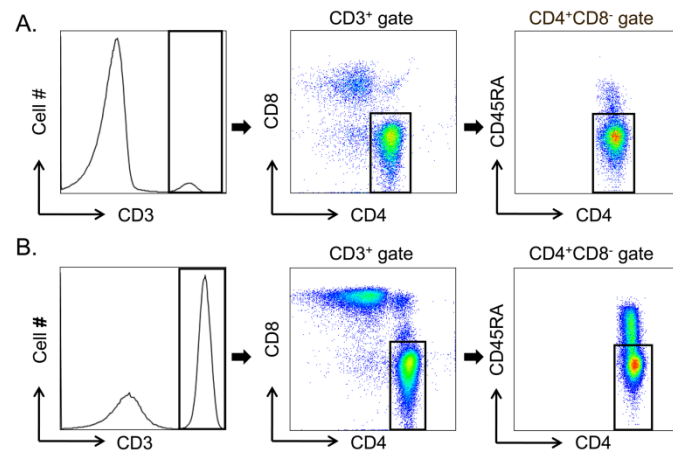 A.
Cell #
CD3
CD3⁺ gate
CD8
CD4
CD4⁺CD8⁻ gate
CD45RA
CD4
B.
Cell #
CD3
CD3⁺ gate
CD8
CD4
CD4⁺CD8⁻ gate
CD45RA
CD4